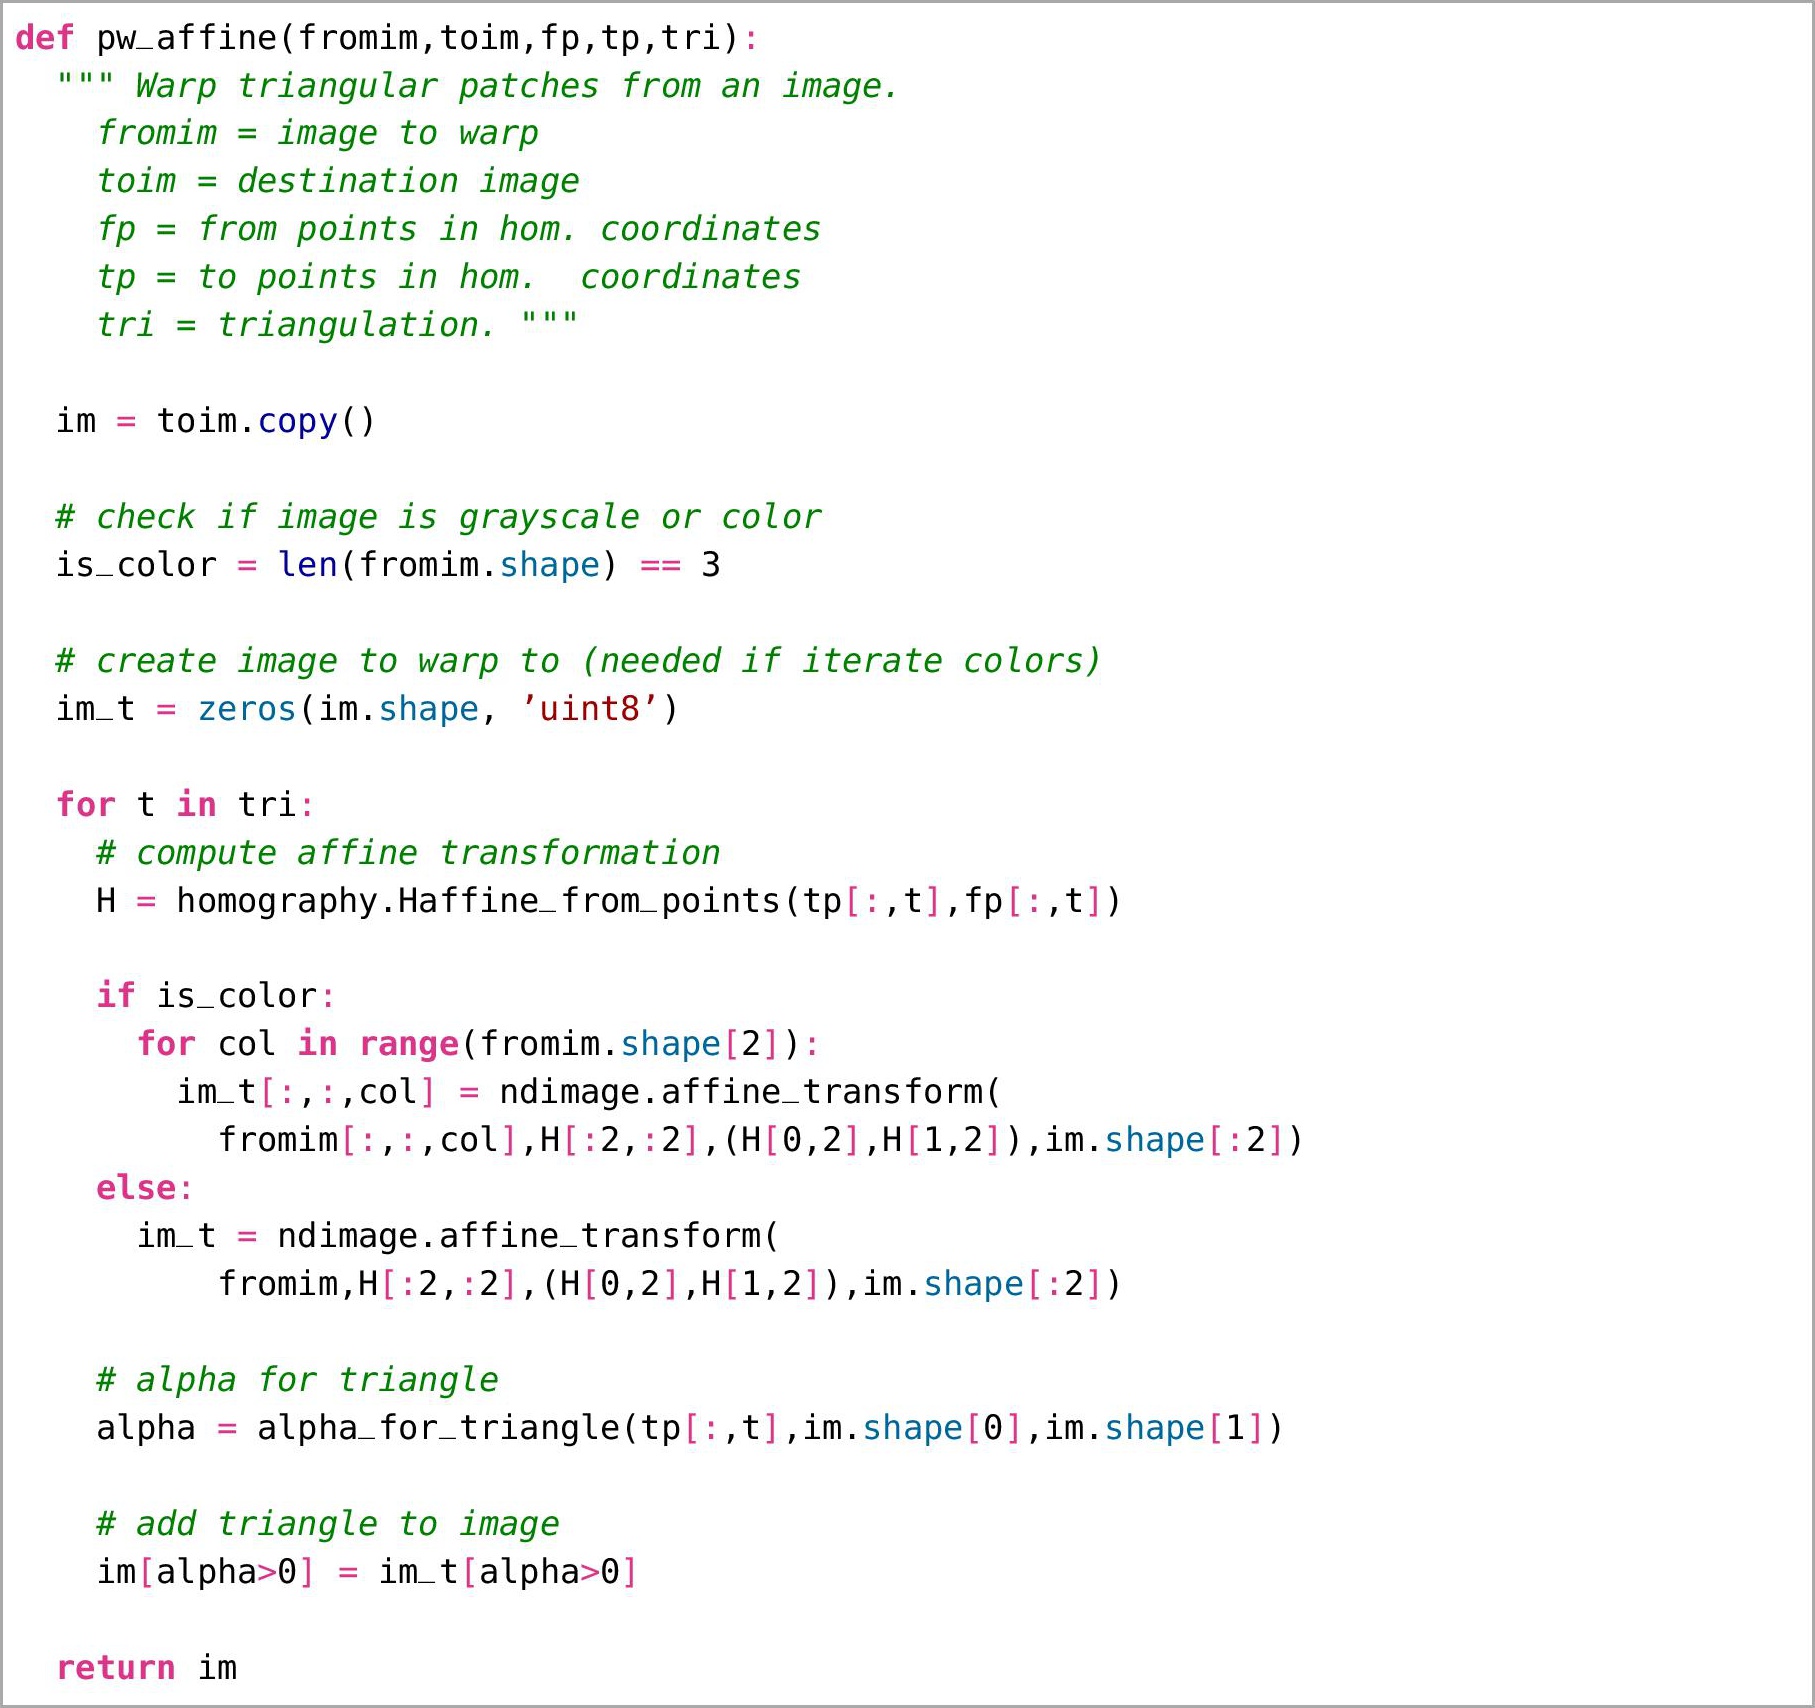 def pw_affine(fromim,toim,fp,tp,tri):
  """ Warp triangular patches from an image.
    fromim = image to warp
    toim = destination image
    fp = from points in hom. coordinates
    tp = to points in hom.  coordinates
    tri = triangulation. """

  im = toim.copy()

  # check if image is grayscale or color
  is_color = len(fromim.shape) == 3

  # create image to warp to (needed if iterate colors)
  im_t = zeros(im.shape, ’uint8’)

  for t in tri:
    # compute affine transformation
    H = homography.Haffine_from_points(tp[:,t],fp[:,t])

    if is_color:
      for col in range(fromim.shape[2]):
        im_t[:,:,col] = ndimage.affine_transform(
          fromim[:,:,col],H[:2,:2],(H[0,2],H[1,2]),im.shape[:2])
    else:
      im_t = ndimage.affine_transform(
          fromim,H[:2,:2],(H[0,2],H[1,2]),im.shape[:2])

    # alpha for triangle
    alpha = alpha_for_triangle(tp[:,t],im.shape[0],im.shape[1])

    # add triangle to image
    im[alpha>0] = im_t[alpha>0]

  return im